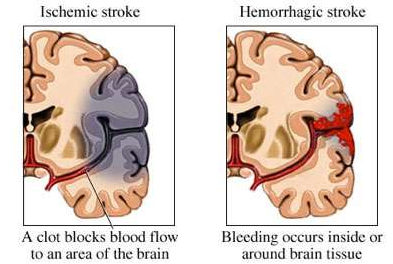 Ischemic stroke
Hemorrhagic stroke
A clot blocks blood flow
to an area of the brain
Bleeding occurs inside or
around brain tissue